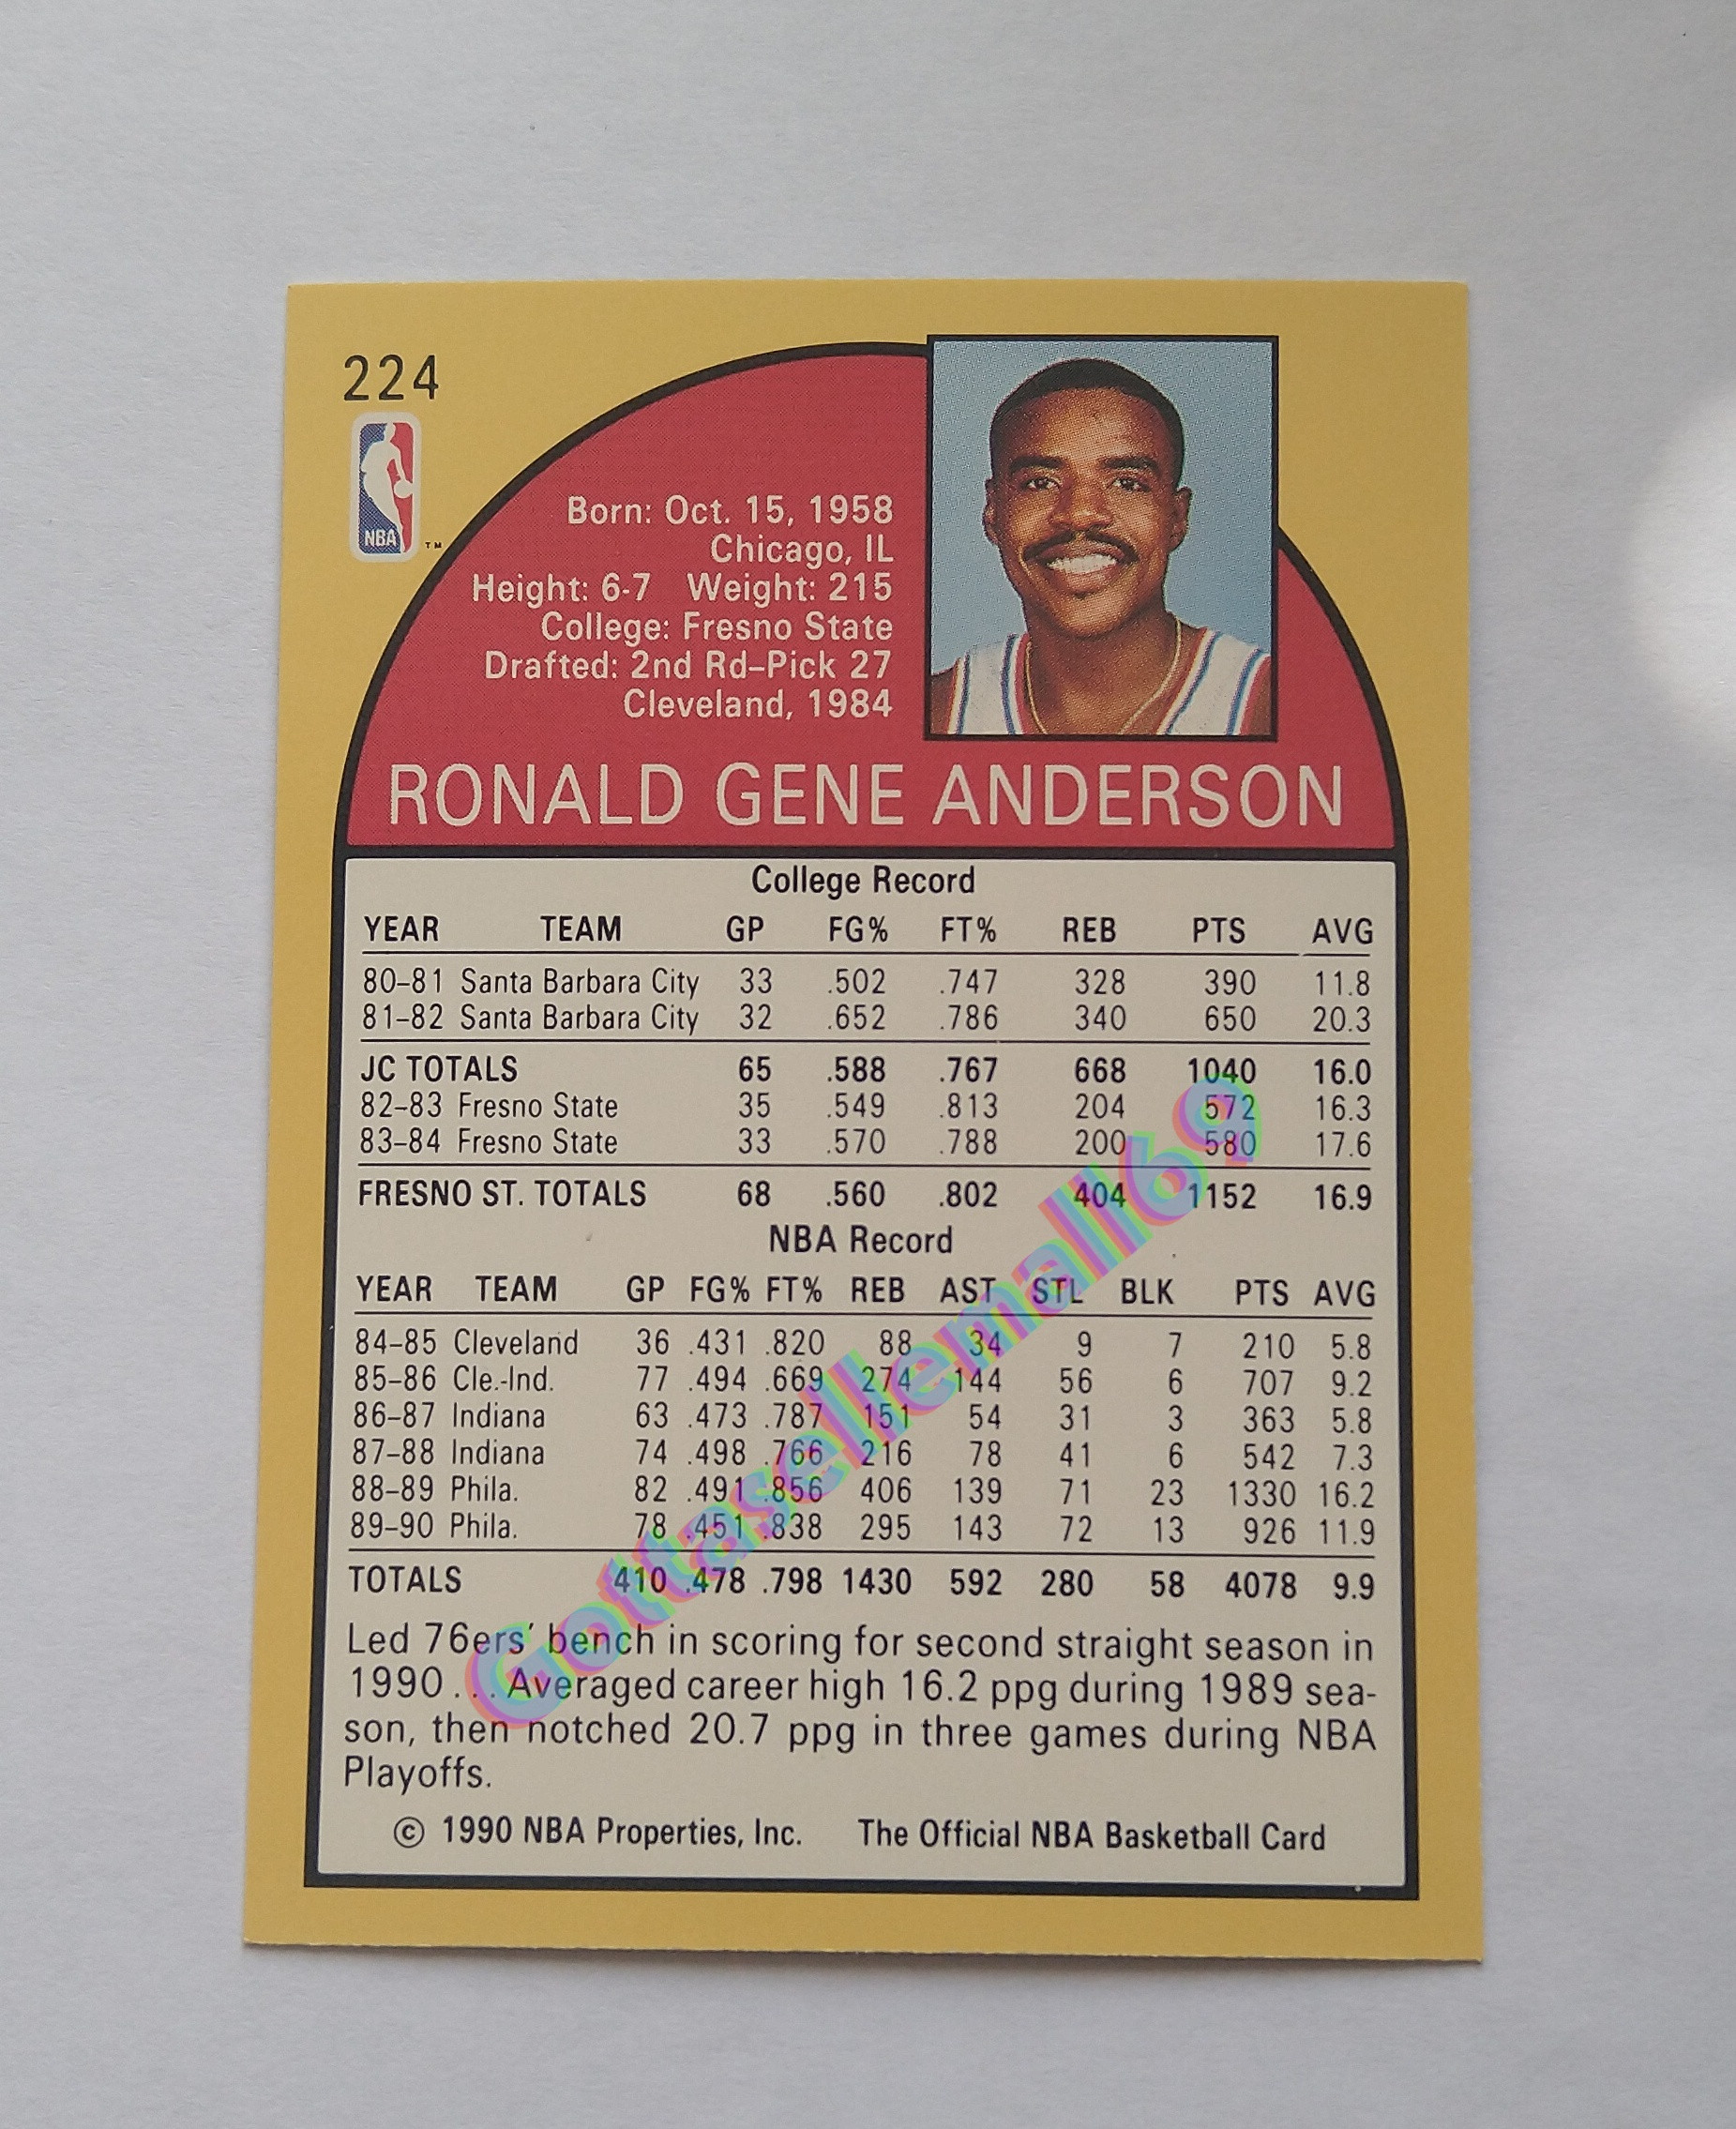 224
NBA
TM
Born: Oct. 15, 1958
Chicago, IL
Height: 6-7 Weight: 215
College: Fresno State
Drafted: 2nd Rd–Pick 27
Cleveland, 1984
RONALD GENE ANDERSON
College Record
YEAR TEAM GP FG% FT% REB PTS AVG
80–81 Santa Barbara City 33 .502 .747 328 390 11.8
81–82 Santa Barbara City 32 .652 .786 340 650 20.3
JC TOTALS 65 .588 .767 668 1040 16.0
82–83 Fresno State 35 .549 .813 204 572 16.3
83–84 Fresno State 33 .570 .788 200 580 17.6
FRESNO ST. TOTALS 68 .560 .802 404 1152 16.9
NBA Record
YEAR TEAM GP FG% FT% REB AST STL BLK PTS AVG
84–85 Cleveland 36 .431 .820 88 34 9 7 210 5.8
85–86 Cle.-Ind. 77 .494 .669 274 144 56 6 707 9.2
86–87 Indiana 63 .473 .787 151 54 31 3 363 5.8
87–88 Indiana 74 .498 .766 216 78 41 6 542 7.3
88–89 Phila. 82 .491 .856 406 139 71 23 1330 16.2
89–90 Phila. 78 .451 .838 295 143 72 13 926 11.9
TOTALS 410 .478 .798 1430 592 280 58 4078 9.9
Led 76ers' bench in scoring for second straight season in
1990 . . . Averaged career high 16.2 ppg during 1989 sea-
son, then notched 20.7 ppg in three games during NBA
Playoffs.
© 1990 NBA Properties, Inc. The Official NBA Basketball Card
Gottasellemall69